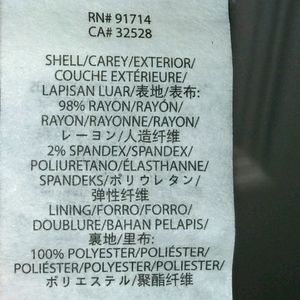 RN# 91714
CA# 32528
SHELL/CAREY/EXTERIOR/
COUCHE EXTÉRIEURE/
LAPISAN LUAR/表地/表布:
98% RAYON/RAYÓN/
RAYON/RAYONNE/RAYON/
レーヨン/人造纤维
2% SPANDEX/SPANDEX/
POLIURETANO/ÉLASTHANNE/
SPANDEKS/ポリウレタン/
弹性纤维
LINING/FORRO/FORRO/
DOUBLURE/BAHAN PELAPIS/
裏地/里布:
100% POLYESTER/POLIÉSTER/
POLIÉSTER/POLYESTER/POLIESTER/
ポリエステル/聚酯纤维